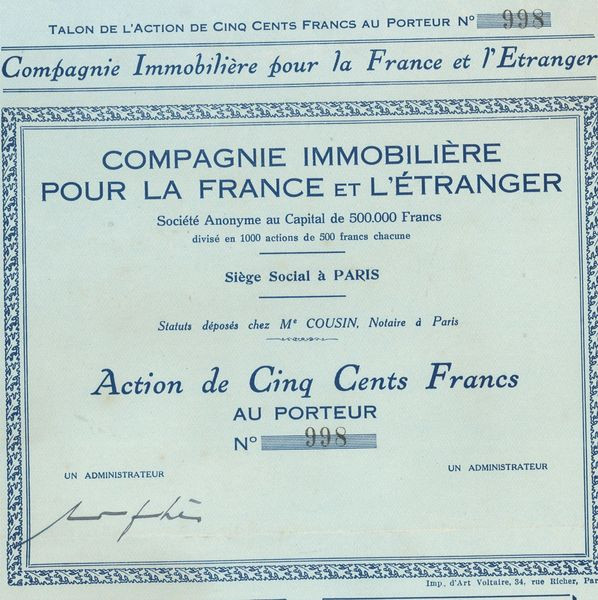 TALON DE L'ACTION DE CINQ CENTS FRANCS AU PORTEUR Nº 998
Compagnie Immobilière pour la France et l'Etranger
COMPAGNIE IMMOBILIÈRE
POUR LA FRANCE ET L'ÉTRANGER
Société Anonyme au Capital de 500.000 Francs
divisé en 1000 actions de 500 francs chacune
Siège Social à PARIS
Statuts déposés chez Me COUSIN, Notaire à Paris
Action de Cinq Cents Francs
AU PORTEUR
Nº 998
UN ADMINISTRATEUR
UN ADMINISTRATEUR
Imp. d'Art Voltaire, 34, rue Richer, Par